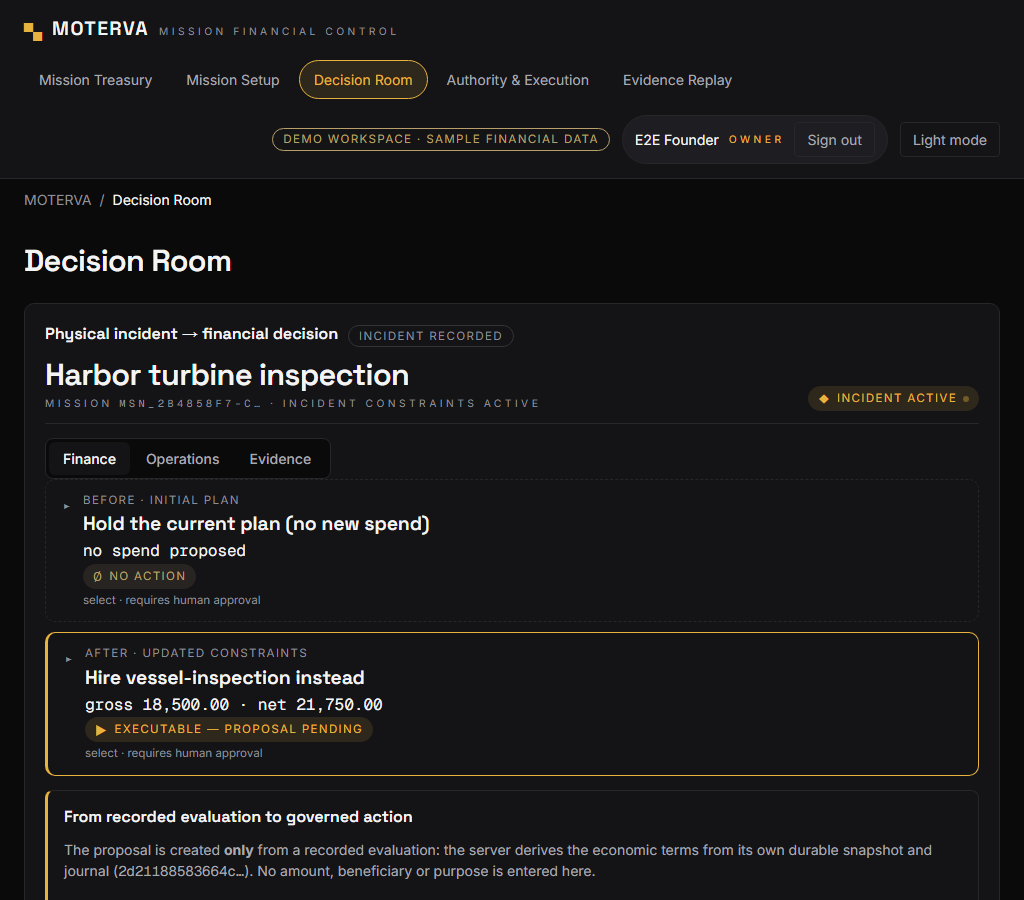 MOTERVA MISSION FINANCIAL CONTROL
Mission Treasury Mission Setup Decision Room Authority & Execution Evidence Replay
DEMO WORKSPACE · SAMPLE FINANCIAL DATA E2E Founder OWNER Sign out Light mode
MOTERVA / Decision Room
Decision Room
Physical incident → financial decision INCIDENT RECORDED
Harbor turbine inspection
MISSION MSN_2B4858F7-C… · INCIDENT CONSTRAINTS ACTIVE
◆ INCIDENT ACTIVE
Finance Operations Evidence
BEFORE · INITIAL PLAN
Hold the current plan (no new spend)
no spend proposed
Ø NO ACTION
select · requires human approval
AFTER · UPDATED CONSTRAINTS
Hire vessel-inspection instead
gross 18,500.00 · net 21,750.00
▶ EXECUTABLE — PROPOSAL PENDING
select · requires human approval
From recorded evaluation to governed action
The proposal is created only from a recorded evaluation: the server derives the economic terms from its own durable snapshot and
journal (2d21188583664c…). No amount, beneficiary or purpose is entered here.